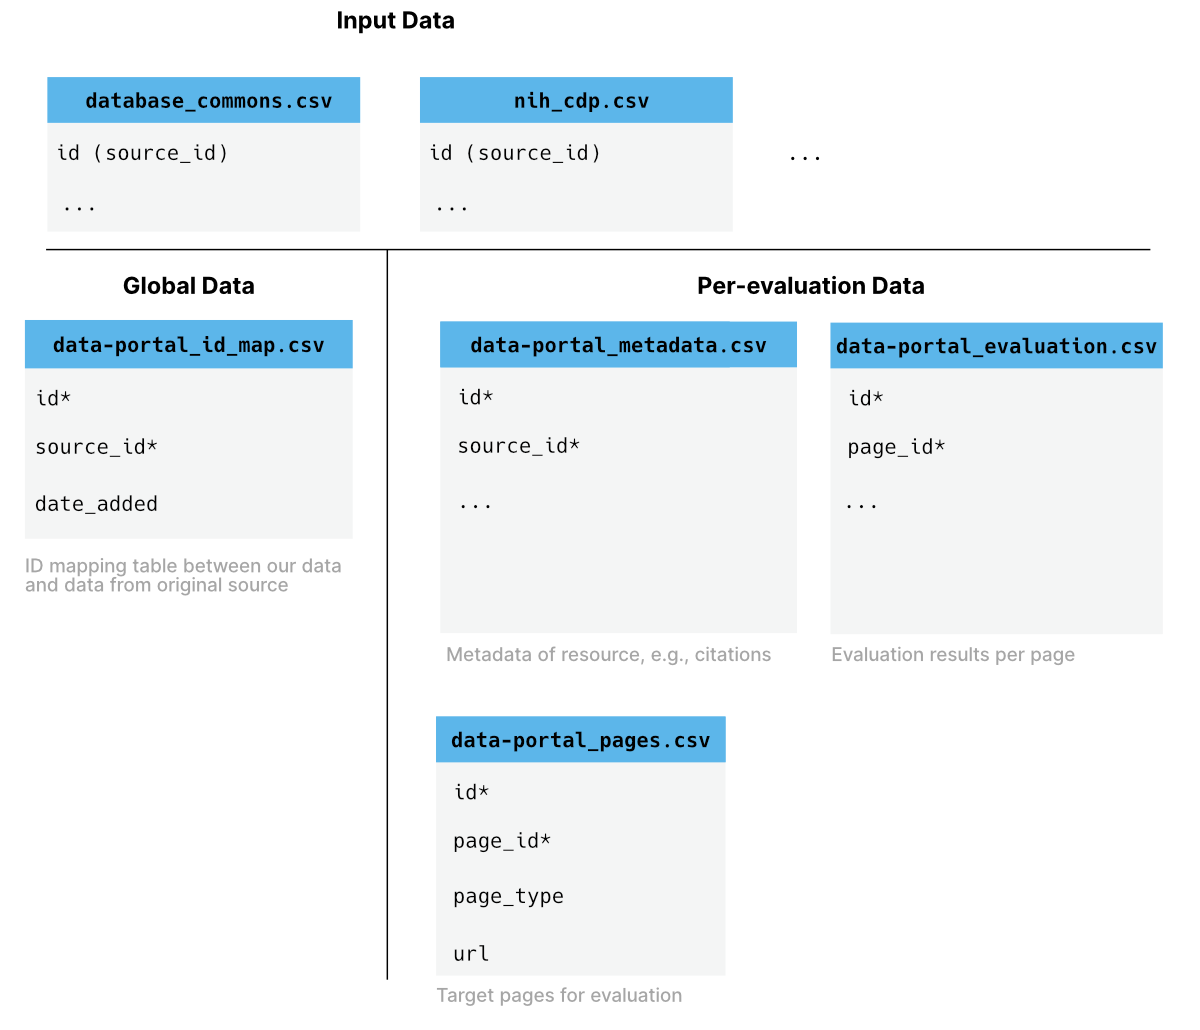 Input Data
database_commons.csv
id (source_id)
...
nih_cdp.csv
id (source_id)
...
...
Global Data
data-portal_id_map.csv
id*
source_id*
date_added
ID mapping table between our data
and data from original source
Per-evaluation Data
data-portal_metadata.csv
id*
source_id*
...
Metadata of resource, e.g., citations
data-portal_evaluation.csv
id*
page_id*
...
Evaluation results per page
data-portal_pages.csv
id*
page_id*
page_type
url
Target pages for evaluation